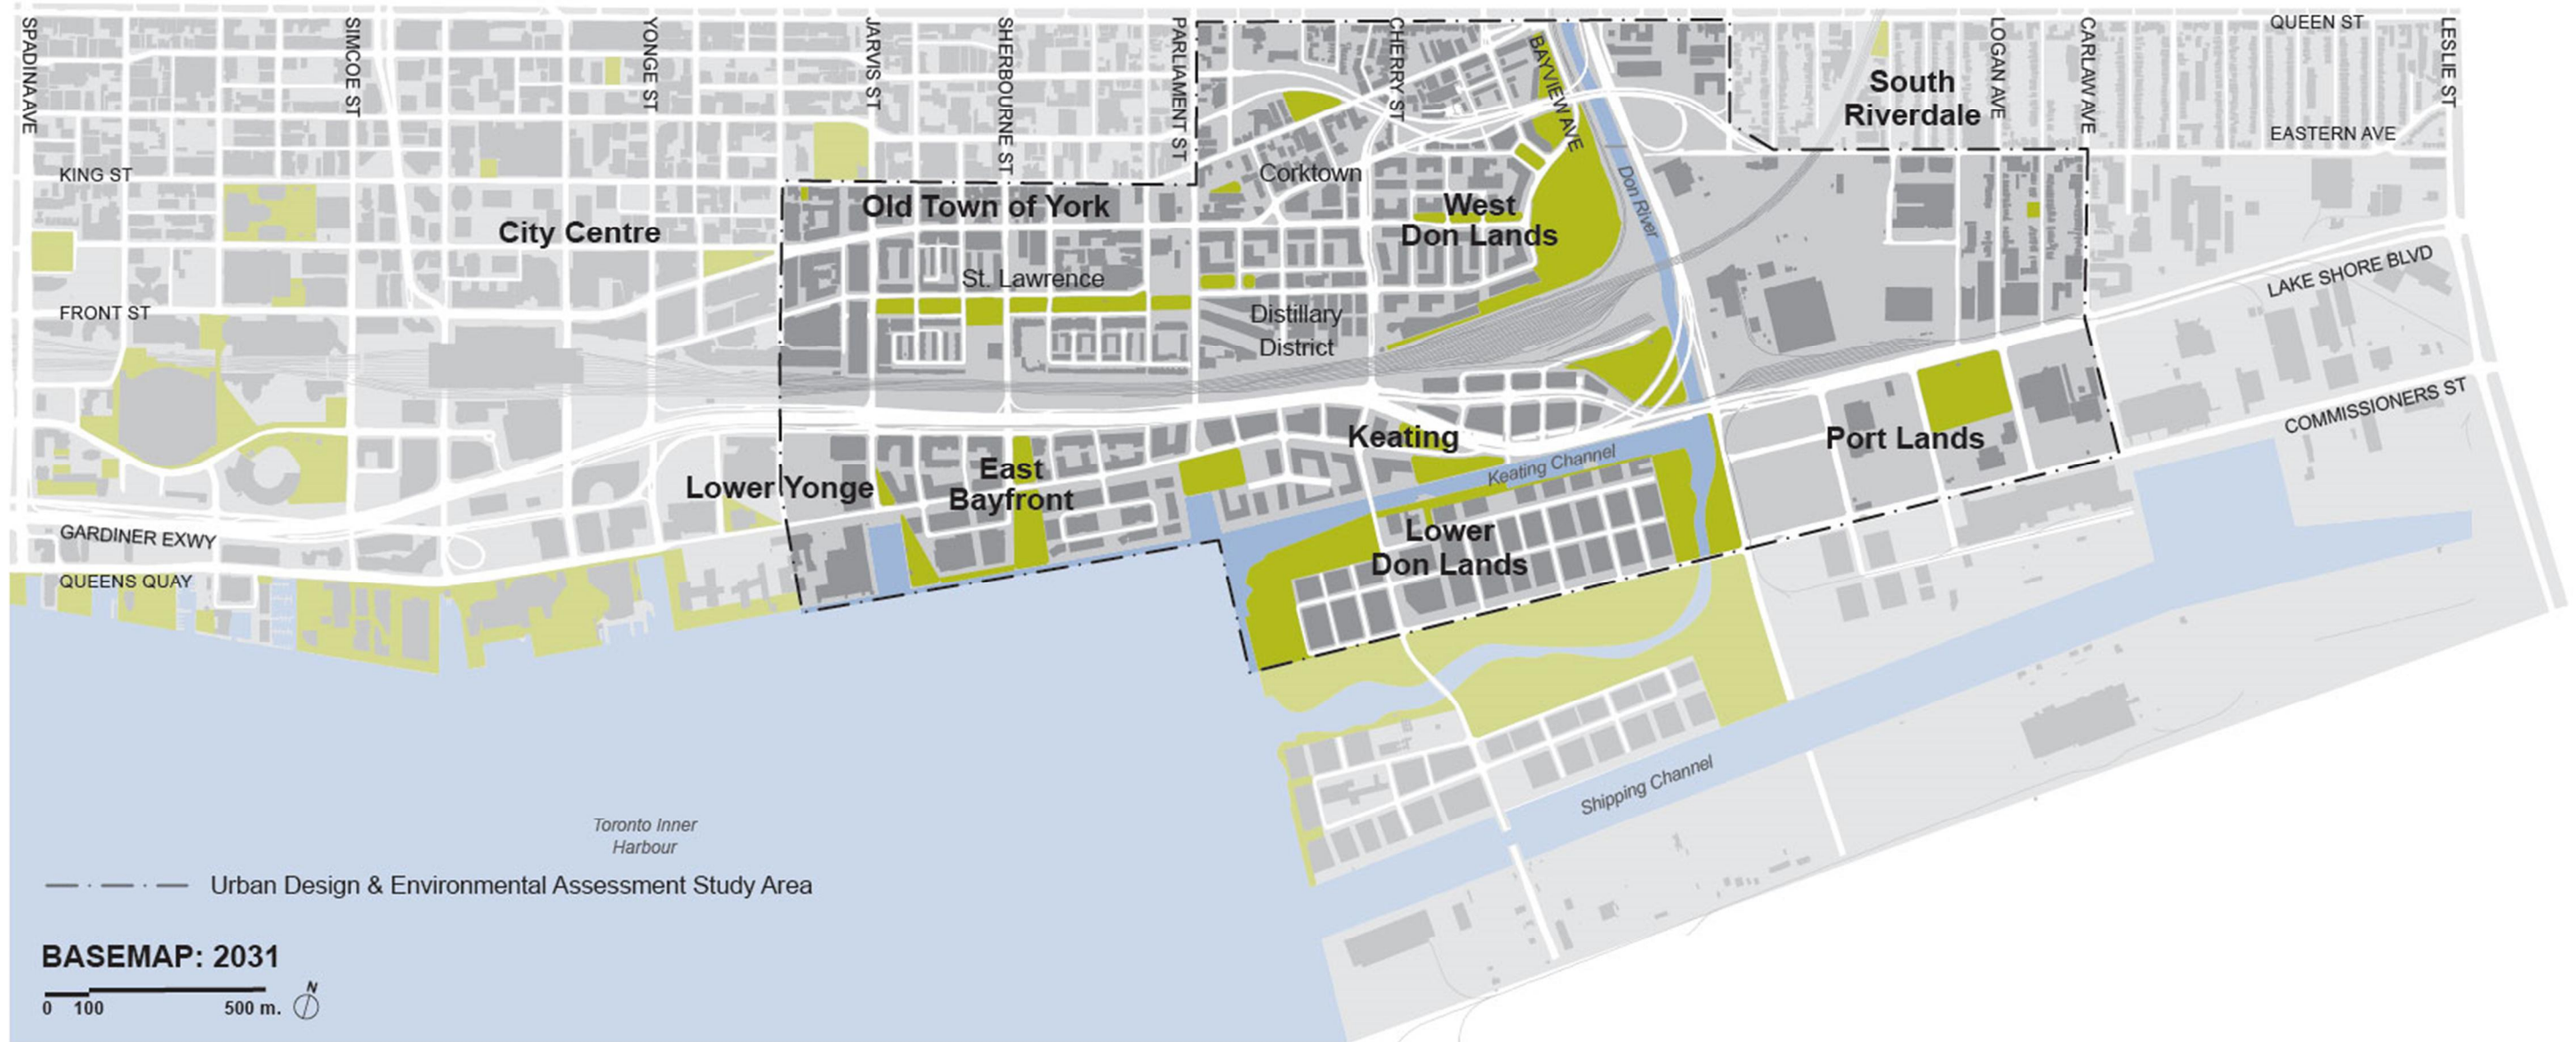 SPADINA AVE
SIMCOE ST
YONGE ST
JARVIS ST
SHERBOURNE ST
PARLIAMENT ST
CHERRY ST
BAYVIEW AVE
LOGAN AVE
CARLAW AVE
QUEEN ST
LESLIE ST
South
Riverdale
EASTERN AVE
KING ST
Corktown
Don River
City Centre
Old Town of York
West
Don Lands
St. Lawrence
FRONT ST
Distillary
District
LAKE SHORE BLVD
COMMISSIONERS ST
Keating
Port Lands
Keating Channel
Lower Yonge
East
Bayfront
Lower
Don Lands
GARDINER EXWY
QUEENS QUAY
Shipping Channel
Toronto Inner
Harbour
Urban Design & Environmental Assessment Study Area
BASEMAP: 2031
N
0 100 500 m.